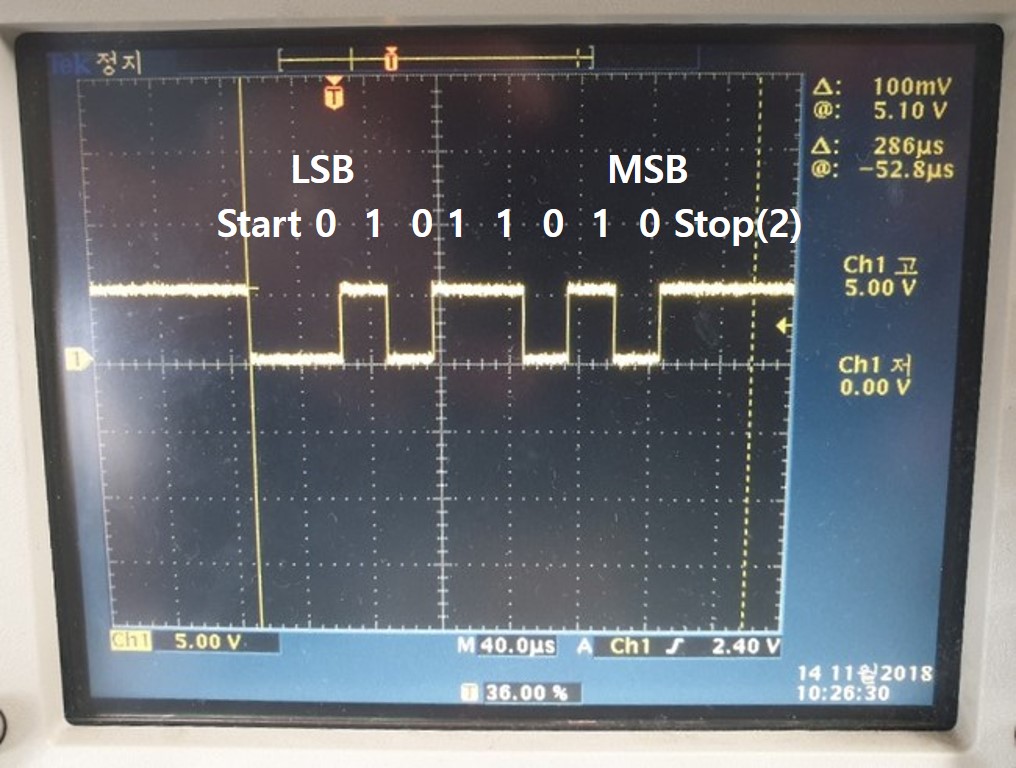 Tek 정지
T
T
Δ: 100mV
@: 5.10 V
Δ: 286µs
@: -52.8µs
LSB MSB
Start 0 1 0 1 1 0 1 0 Stop(2)
Ch1 고
5.00 V
1
Ch1 저
0.00 V
Ch1 5.00 V M 40.0µs A Ch1 2.40 V
14 11월 2018
T 36.00 %
10:26:30